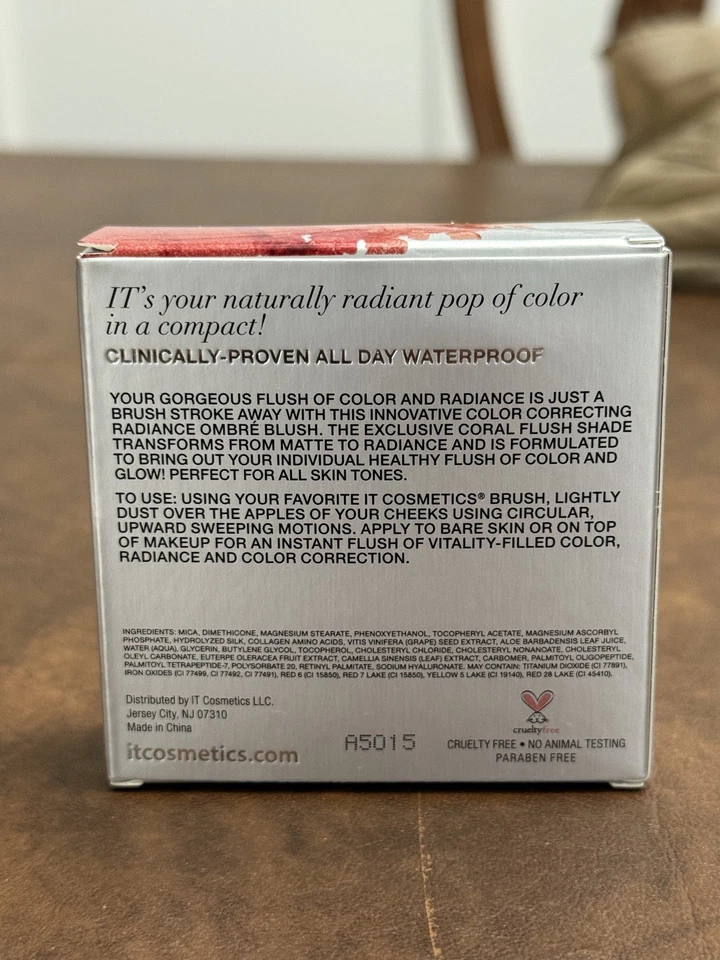 IT's your naturally radiant pop of color
in a compact!
CLINICALLY-PROVEN ALL DAY WATERPROOF
YOUR GORGEOUS FLUSH OF COLOR AND RADIANCE IS JUST A
BRUSH STROKE AWAY WITH THIS INNOVATIVE COLOR CORRECTING
RADIANCE OMBRÉ BLUSH. THE EXCLUSIVE CORAL FLUSH SHADE
TRANSFORMS FROM MATTE TO RADIANCE AND IS FORMULATED
TO BRING OUT YOUR INDIVIDUAL HEALTHY FLUSH OF COLOR AND
GLOW! PERFECT FOR ALL SKIN TONES.
TO USE: USING YOUR FAVORITE IT COSMETICS® BRUSH, LIGHTLY
DUST OVER THE APPLES OF YOUR CHEEKS USING CIRCULAR,
UPWARD SWEEPING MOTIONS. APPLY TO BARE SKIN OR ON TOP
OF MAKEUP FOR AN INSTANT FLUSH OF VITALITY-FILLED COLOR,
RADIANCE AND COLOR CORRECTION.
INGREDIENTS: MICA, DIMETHICONE, MAGNESIUM STEARATE, PHENOXYETHANOL, TOCOPHERYL ACETATE, MAGNESIUM ASCORBYL
PHOSPHATE, HYDROLYZED SILK, COLLAGEN AMINO ACIDS, VITIS VINIFERA (GRAPE) SEED EXTRACT, ALOE BARBADENSIS LEAF JUICE,
WATER (AQUA), GLYCERIN, BUTYLENE GLYCOL, TOCOPHEROL, CHOLESTERYL CHLORIDE, CHOLESTERYL NONANOATE, CHOLESTERYL
OLEYL CARBONATE, EUTERPE OLERACEA FRUIT EXTRACT, CAMELLIA SINENSIS (LEAF) EXTRACT, CARBOMER, PALMITOYL OLIGOPEPTIDE,
PALMITOYL TETRAPEPTIDE-7, POLYSORBATE 20, RETINYL PALMITATE, SODIUM HYALURONATE. MAY CONTAIN: TITANIUM DIOXIDE (CI 77891),
IRON OXIDES (CI 77499, CI 77492, CI 77491), RED 6 (CI 15850), RED 7 LAKE (CI 15850), YELLOW 5 LAKE (CI 19140), RED 28 LAKE (CI 45410).
Distributed by IT Cosmetics LLC.
Jersey City, NJ 07310
Made in China
itcosmetics.com
A5015
crueltyfree
CRUELTY FREE • NO ANIMAL TESTING
PARABEN FREE